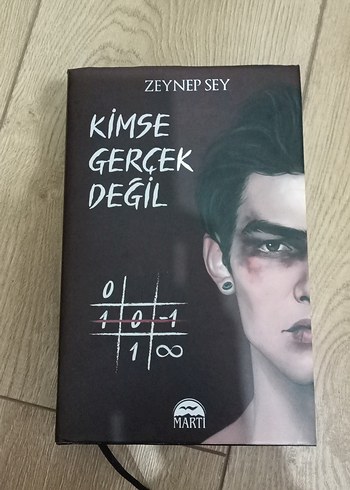 ZEYNEP SEY
KİMSE
GERÇEK
DEĞİL
0
1 0 -1
1 ∞
MARTI